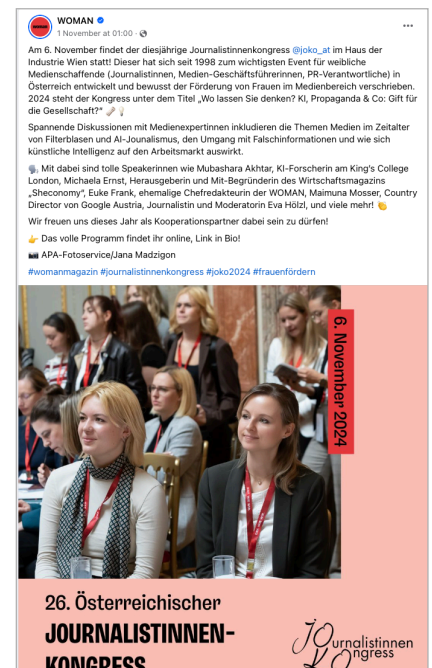 WOMAN
1 November at 01:00 ·
Am 6. November findet der diesjährige Journalistinnenkongress @joko_at im Haus der
Industrie Wien statt! Dieser hat sich seit 1998 zum wichtigsten Event für weibliche
Medienschaffende (Journalistinnen, Medien-Geschäftsführerinnen, PR-Verantwortliche) in
Österreich entwickelt und bewusst der Förderung von Frauen im Medienbereich verschrieben.
2024 steht der Kongress unter dem Titel „Wo lassen Sie denken? KI, Propaganda & Co: Gift für
die Gesellschaft?“ 🗞️💡
Spannende Diskussionen mit Medienexpertinnen inkludieren die Themen Medien im Zeitalter
von Filterblasen und AI-Jounalismus, den Umgang mit Falschinformationen und wie sich
künstliche Intelligenz auf den Arbeitsmarkt auswirkt.
🗣️ Mit dabei sind tolle Speakerinnen wie Mubashara Akhtar, KI-Forscherin am King's College
London, Michaela Ernst, Herausgeberin und Mit-Begründerin des Wirtschaftsmagazins
„Sheconomy“, Euke Frank, ehemalige Chefredakteurin der WOMAN, Maimuna Mosser, Country
Director von Google Austria, Journalistin und Moderatorin Eva Hölzl, und viele mehr! 👏
Wir freuen uns dieses Jahr als Kooperationspartner dabei sein zu dürfen!
👉 Das volle Programm findet ihr online, Link in Bio!
📸 APA-Fotoservice/Jana Madzigon
#womanmagazin #journalistinnenkongress #joko2024 #frauenfördern
6. November 2024
26. Österreichischer
JOURNALISTINNEN-
KONGRESS
JOurnalistinnen
KOngress